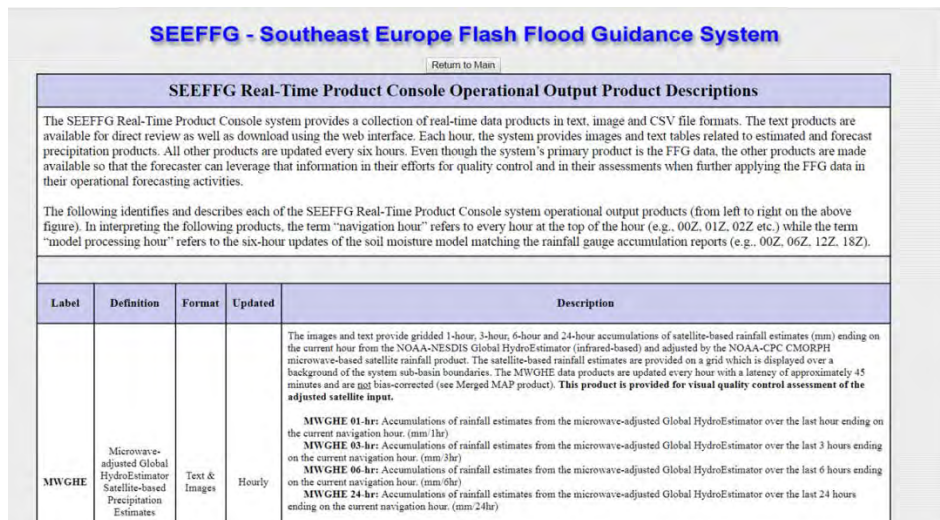 SEEFFG - Southeast Europe Flash Flood Guidance System
Return to Main
SEEFFG Real-Time Product Console Operational Output Product Descriptions
The SEEFFG Real-Time Product Console system provides a collection of real-time data products in text, image and CSV file formats. The text products are
available for direct review as well as download using the web interface. Each hour, the system provides images and text tables related to estimated and forecast
precipitation products. All other products are updated every six hours. Even though the system's primary product is the FFG data, the other products are made
available so that the forecaster can leverage that information in their efforts for quality control and in their assessments when further applying the FFG data in
their operational forecasting activities.
The following identifies and describes each of the SEEFFG Real-Time Product Console system operational output products (from left to right on the above
figure). In interpreting the following products, the term “navigation hour” refers to every hour at the top of the hour (e.g., 00Z, 01Z, 02Z etc.) while the term
“model processing hour” refers to the six-hour updates of the soil moisture model matching the rainfall gauge accumulation reports (e.g., 00Z, 06Z, 12Z, 18Z).
Label Definition Format Updated Description
MWGHE
Microwave-
adjusted Global
HydroEstimator
Satellite-based
Precipitation
Estimates
Text &
Images
Hourly
The images and text provide gridded 1-hour, 3-hour, 6-hour and 24-hour accumulations of satellite-based rainfall estimates (mm) ending on
the current hour from the NOAA-NESDIS Global HydroEstimator (infrared-based) and adjusted by the NOAA-CPC CMORPH
microwave-based satellite rainfall product. The satellite-based rainfall estimates are provided on a grid which is displayed over a
background of the system sub-basin boundaries. The MWGHE data products are updated every hour with a latency of approximately 45
minutes and are not bias-corrected (see Merged MAP product). This product is provided for visual quality control assessment of the
adjusted satellite input.
MWGHE 01-hr: Accumulations of rainfall estimates from the microwave-adjusted Global HydroEstimator over the last hour ending on
the current navigation hour. (mm/1hr)
MWGHE 03-hr: Accumulations of rainfall estimates from the microwave-adjusted Global HydroEstimator over the last 3 hours ending
on the current navigation hour. (mm/3hr)
MWGHE 06-hr: Accumulations of rainfall estimates from the microwave-adjusted Global HydroEstimator over the last 6 hours ending
on the current navigation hour. (mm/6hr)
MWGHE 24-hr: Accumulations of rainfall estimates from the microwave-adjusted Global HydroEstimator over the last 24 hours
ending on the current navigation hour. (mm/24hr)